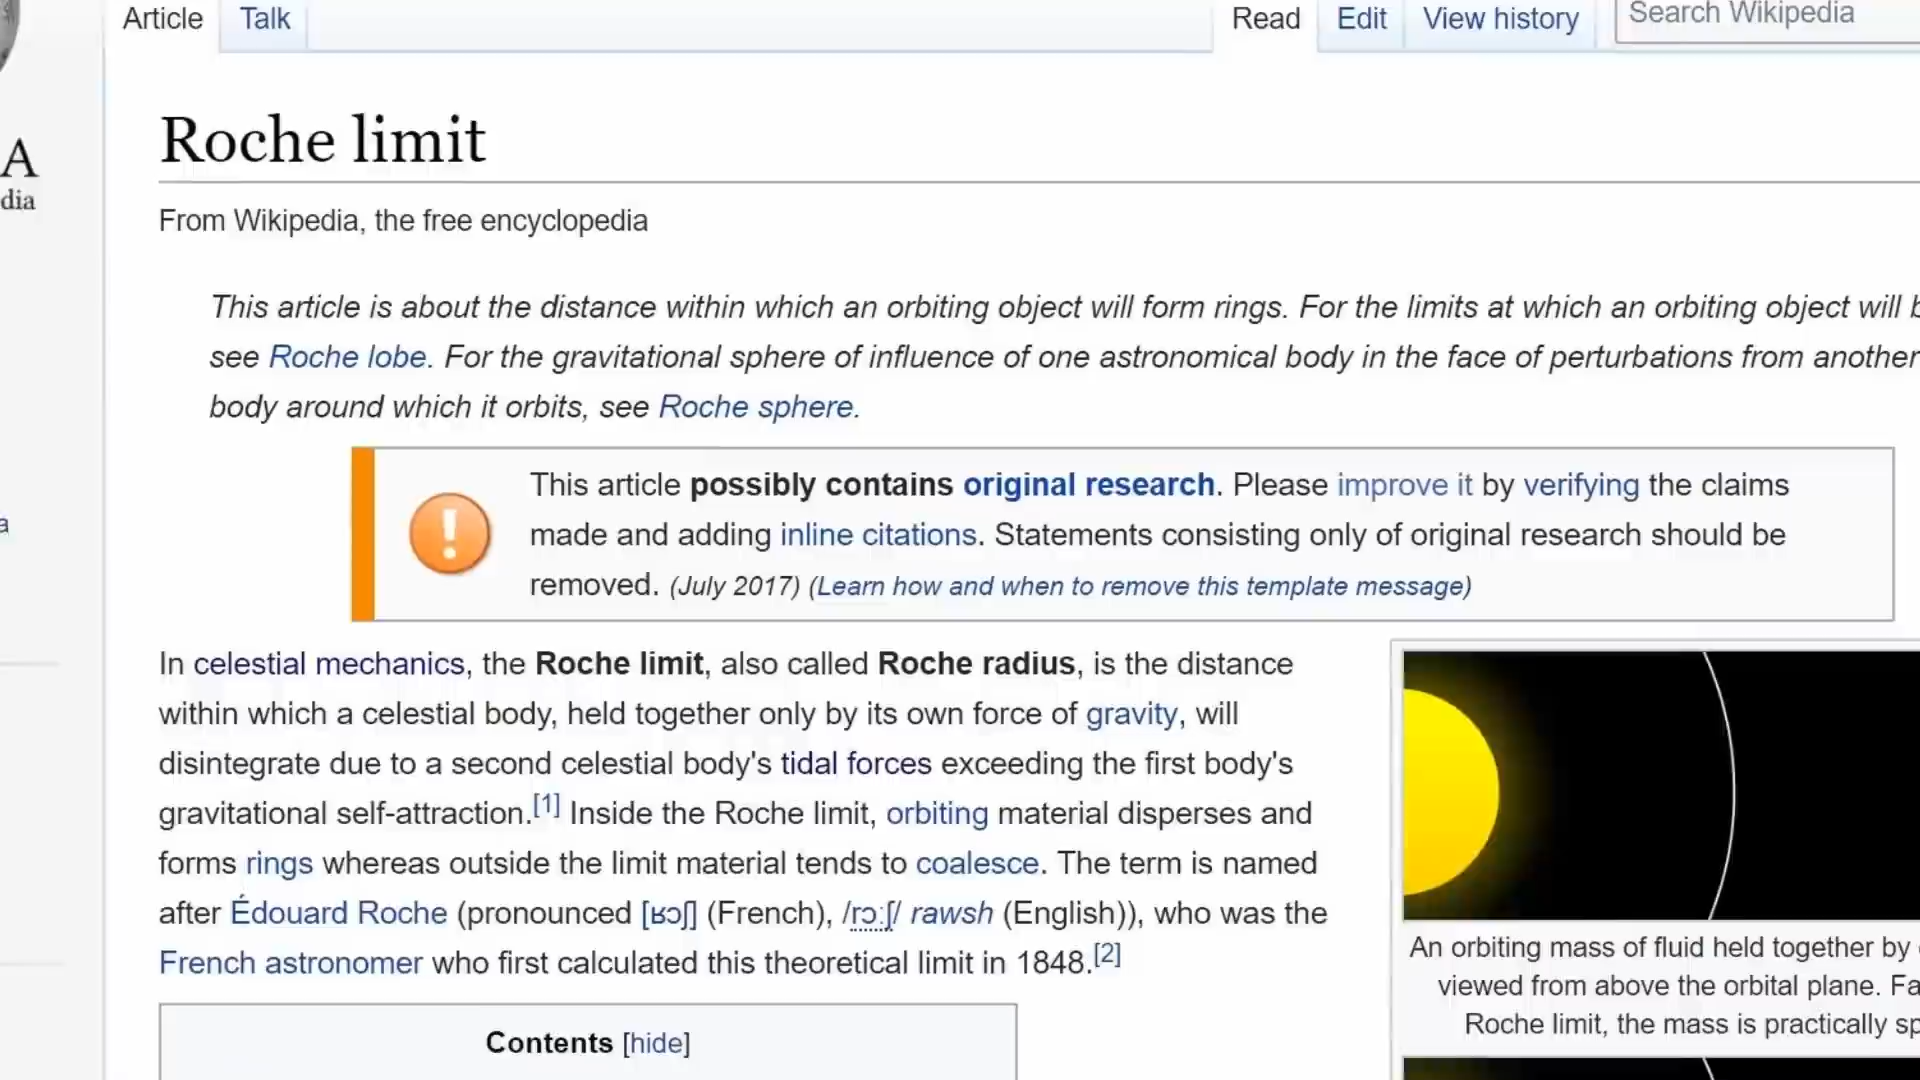 Article Talk Read Edit View history Search Wikipedia
Roche limit
A
dia
From Wikipedia, the free encyclopedia
This article is about the distance within which an orbiting object will form rings. For the limits at which an orbiting object will
see Roche lobe. For the gravitational sphere of influence of one astronomical body in the face of perturbations from another
body around which it orbits, see Roche sphere.
This article possibly contains original research. Please improve it by verifying the claims
made and adding inline citations. Statements consisting only of original research should be
removed. (July 2017) (Learn how and when to remove this template message)
a
In celestial mechanics, the Roche limit, also called Roche radius, is the distance
within which a celestial body, held together only by its own force of gravity, will
disintegrate due to a second celestial body's tidal forces exceeding the first body's
gravitational self-attraction.[1] Inside the Roche limit, orbiting material disperses and
forms rings whereas outside the limit material tends to coalesce. The term is named
after Édouard Roche (pronounced [ʁɔʃ] (French), /rɔːʃ/ rawsh (English)), who was the
French astronomer who first calculated this theoretical limit in 1848.[2]
An orbiting mass of fluid held together by
viewed from above the orbital plane. Fa
Roche limit, the mass is practically sp
Contents [hide]